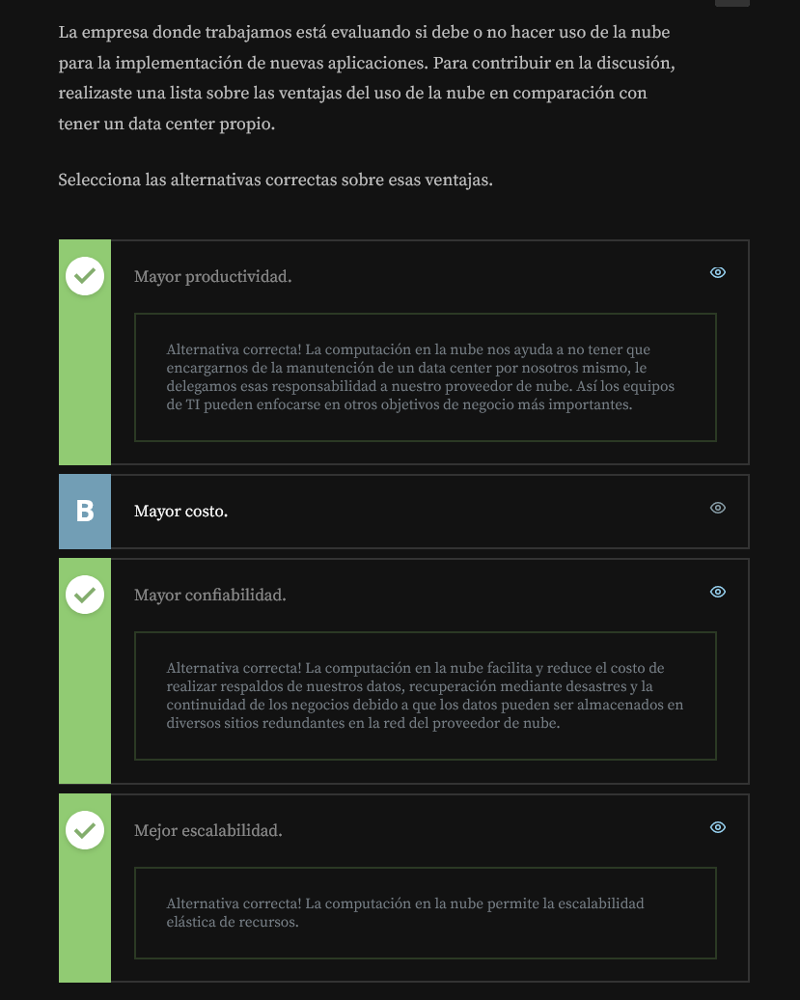 La empresa donde trabajamos está evaluando si debe o no hacer uso de la nube
para la implementación de nuevas aplicaciones. Para contribuir en la discusión,
realizaste una lista sobre las ventajas del uso de la nube en comparación con
tener un data center propio.
Selecciona las alternativas correctas sobre esas ventajas.
Mayor productividad.
Alternativa correcta! La computación en la nube nos ayuda a no tener que
encargarnos de la manutención de un data center por nosotros mismo, le
delegamos esas responsabilidad a nuestro proveedor de nube. Así los equipos
de TI pueden enfocarse en otros objetivos de negocio más importantes.
B
Mayor costo.
Mayor confiabilidad.
Alternativa correcta! La computación en la nube facilita y reduce el costo de
realizar respaldos de nuestros datos, recuperación mediante desastres y la
continuidad de los negocios debido a que los datos pueden ser almacenados en
diversos sitios redundantes en la red del proveedor de nube.
Mejor escalabilidad.
Alternativa correcta! La computación en la nube permite la escalabilidad
elástica de recursos.